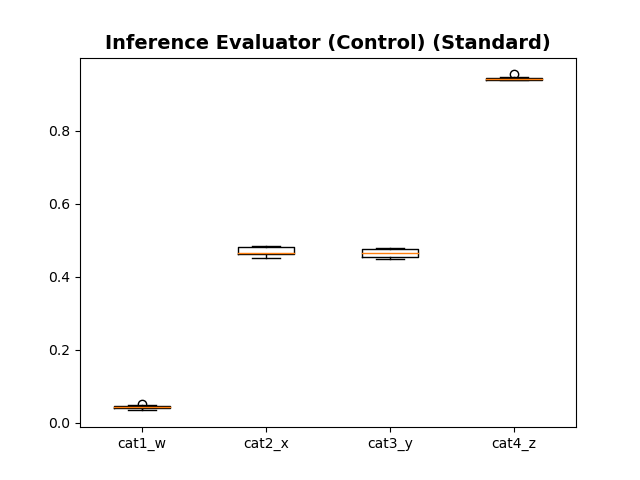 Inference Evaluator (Control) (Standard)
0.8
0.6
0.4
0.2
0.0
cat1_w cat2_x cat3_y cat4_z